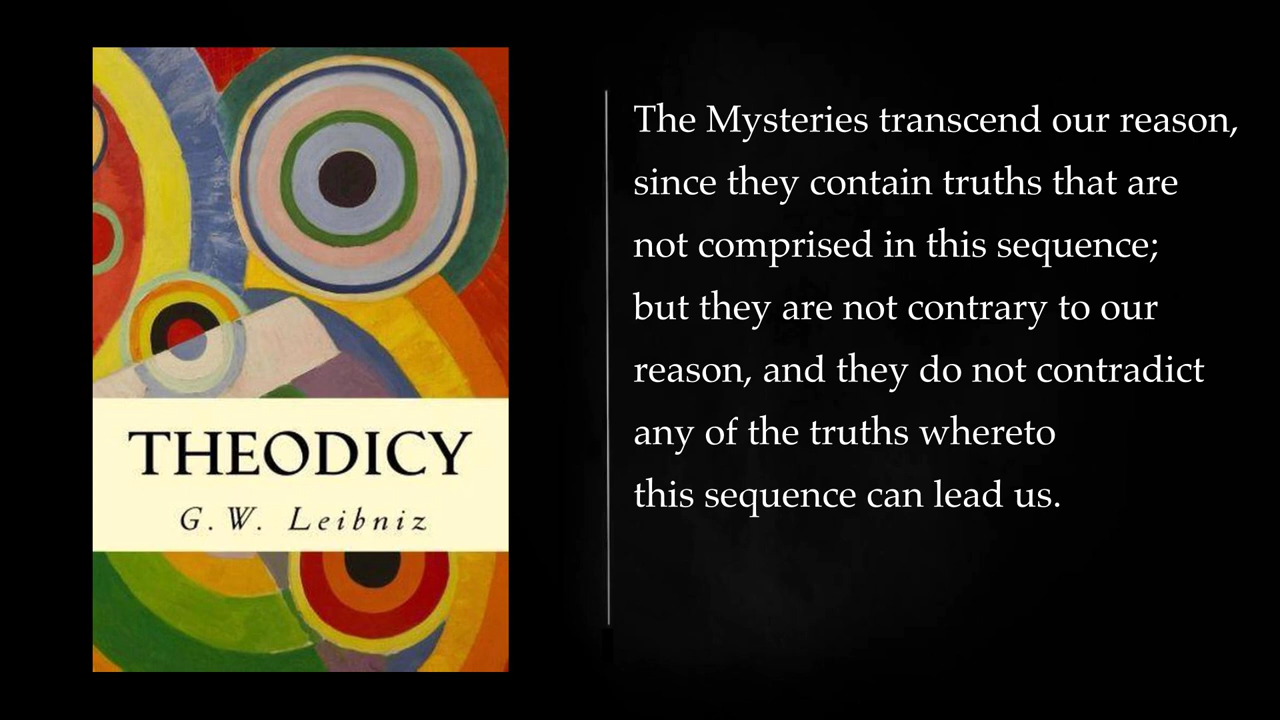 THEODICY
G.W. Leibniz
The Mysteries transcend our reason,
since they contain truths that are
not comprised in this sequence;
but they are not contrary to our
reason, and they do not contradict
any of the truths whereto
this sequence can lead us.